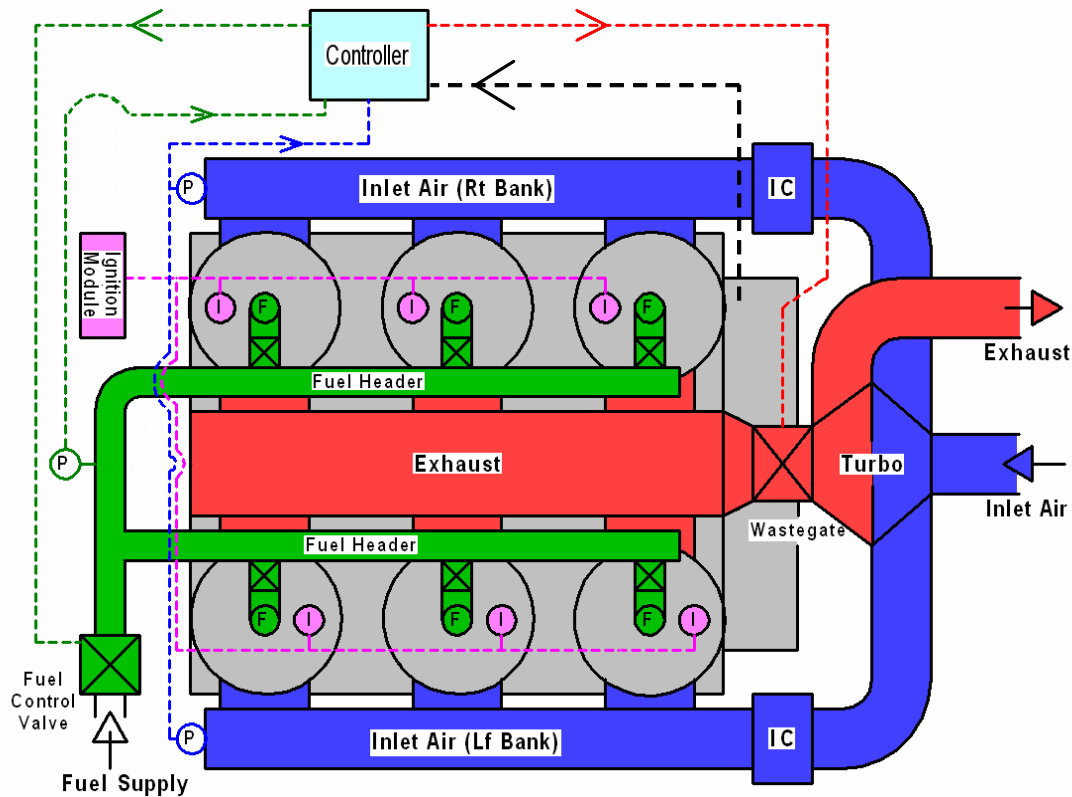 Controller
P
Inlet Air (Rt Bank)
IC
Ignition
Module
I
F
I
F
I
F
Exhaust
Fuel Header
P
Exhaust
Turbo
Inlet Air
Wastegate
Fuel Header
F
I
F
I
F
I
Fuel
Control
Valve
P
Inlet Air (Lf Bank)
IC
Fuel Supply